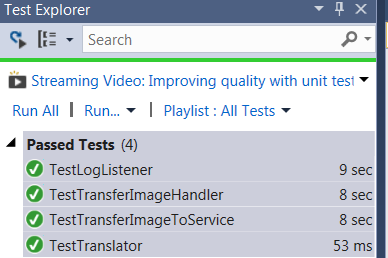 Test Explorer
Search
Streaming Video: Improving quality with unit test
Run All | Run... | Playlist : All Tests
Passed Tests (4)
TestLogListener 9 sec
TestTransferImageHandler 8 sec
TestTransferImageToService 8 sec
TestTranslator 53 ms